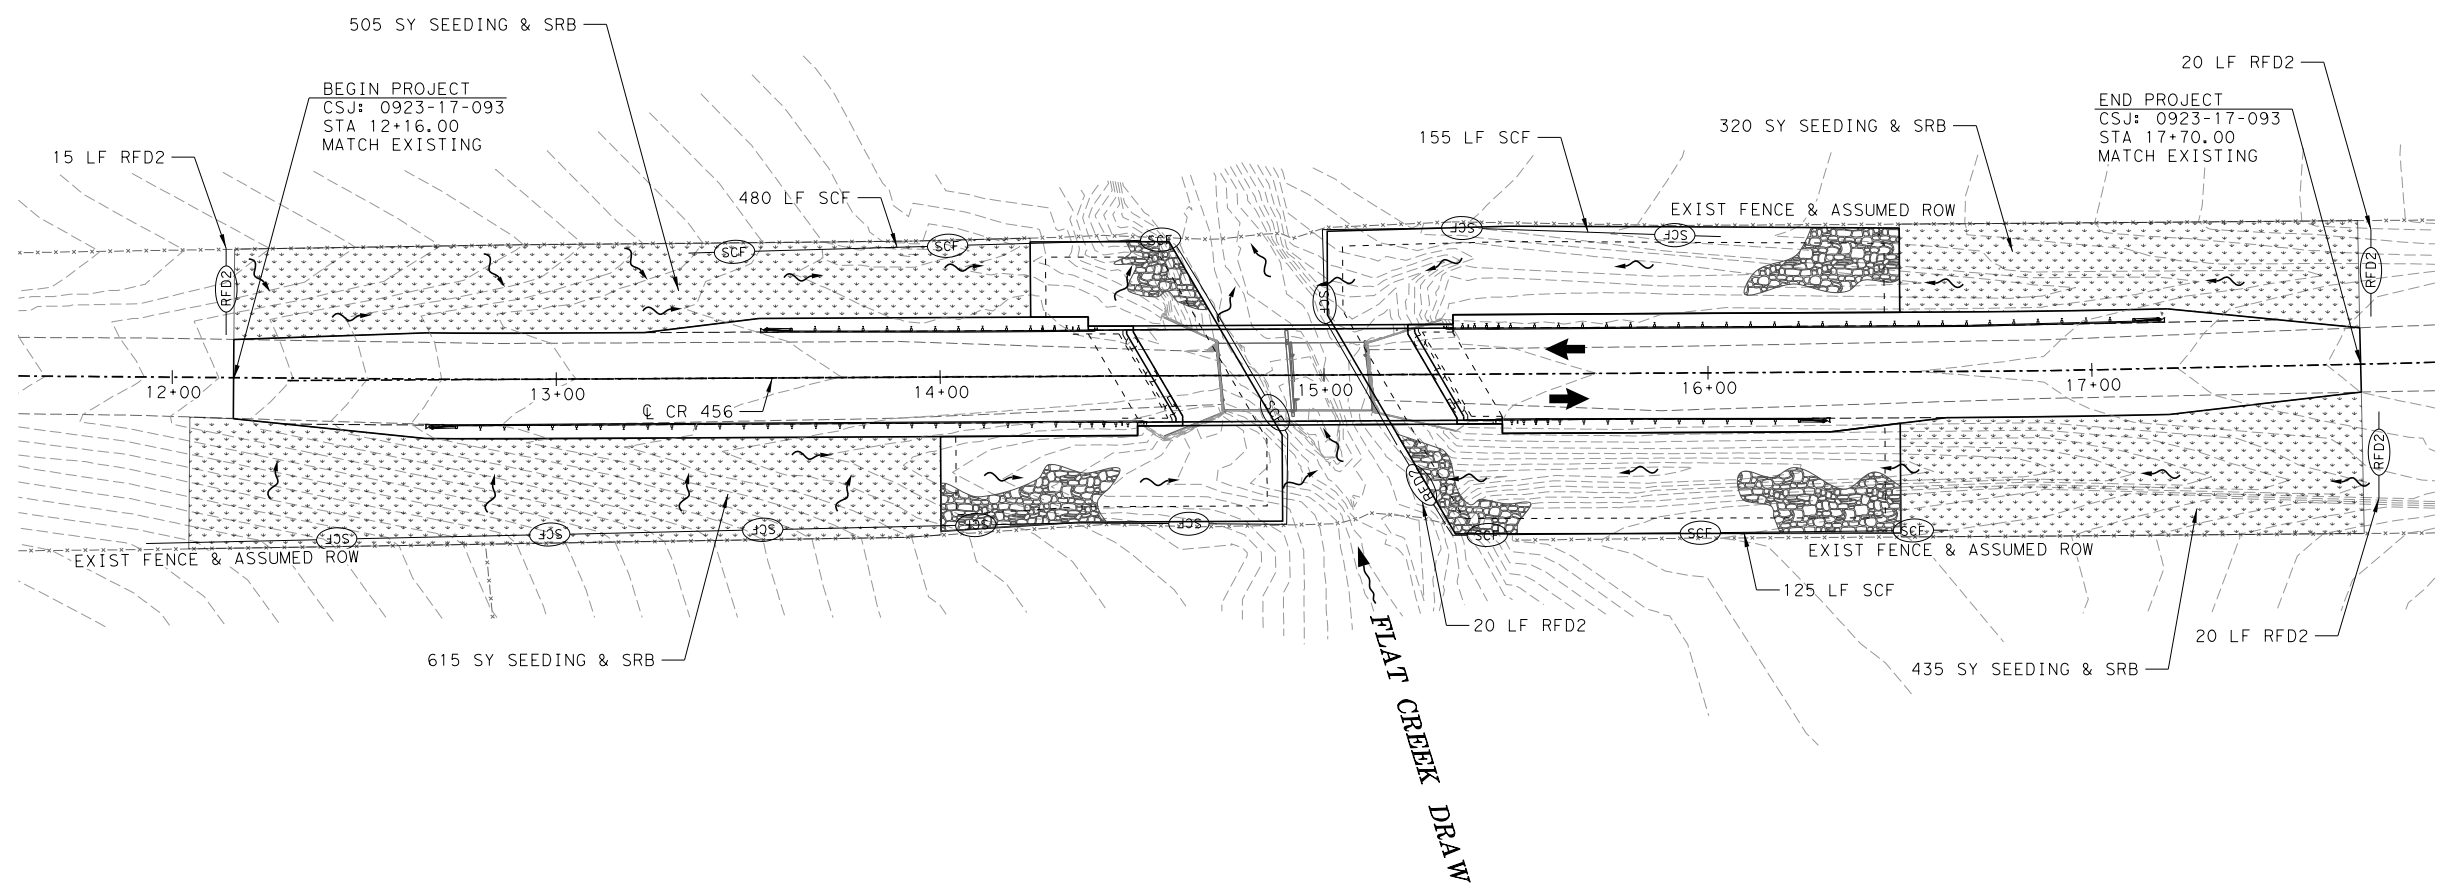 505 SY SEEDING & SRB
20 LF RFD2
BEGIN PROJECT
CSJ: 0923-17-093
STA 12+16.00
MATCH EXISTING
END PROJECT
CSJ: 0923-17-093
STA 17+70.00
MATCH EXISTING
15 LF RFD2
155 LF SCF
320 SY SEEDING & SRB
480 LF SCF
EXIST FENCE & ASSUMED ROW
SCF
SCF
SCF
SCF
SCF
SCF
RFD2
RFD2
12+00
13+00
14+00
15+00
16+00
17+00
℄ CR 456
SCF
RFD2
RFD2
SCF
SCF
SCF
SCF
SCF
SCF
SCF
SCF
EXIST FENCE & ASSUMED ROW
EXIST FENCE & ASSUMED ROW
125 LF SCF
20 LF RFD2
20 LF RFD2
615 SY SEEDING & SRB
435 SY SEEDING & SRB
FLAT CREEK DRAW